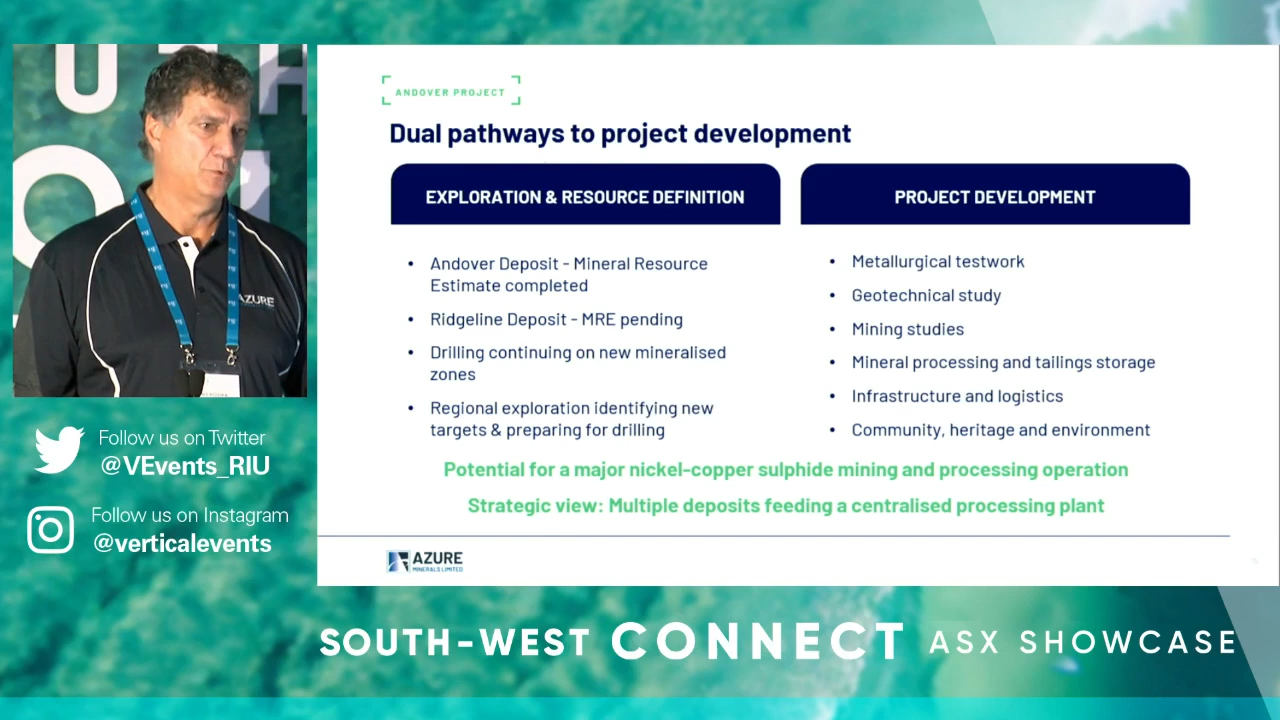 AZURE
Follow us on Twitter
@VEvents_RIU
Follow us on Instagram
@verticalevents
ANDOVER PROJECT
Dual pathways to project development
EXPLORATION & RESOURCE DEFINITION
• Andover Deposit - Mineral Resource
Estimate completed
• Ridgeline Deposit - MRE pending
• Drilling continuing on new mineralised
zones
• Regional exploration identifying new
targets & preparing for drilling
PROJECT DEVELOPMENT
• Metallurgical testwork
• Geotechnical study
• Mining studies
• Mineral processing and tailings storage
• Infrastructure and logistics
• Community, heritage and environment
Potential for a major nickel-copper sulphide mining and processing operation
Strategic view: Multiple deposits feeding a centralised processing plant
AZURE
MINERALS LIMITED
SOUTH-WEST CONNECT ASX SHOWCASE